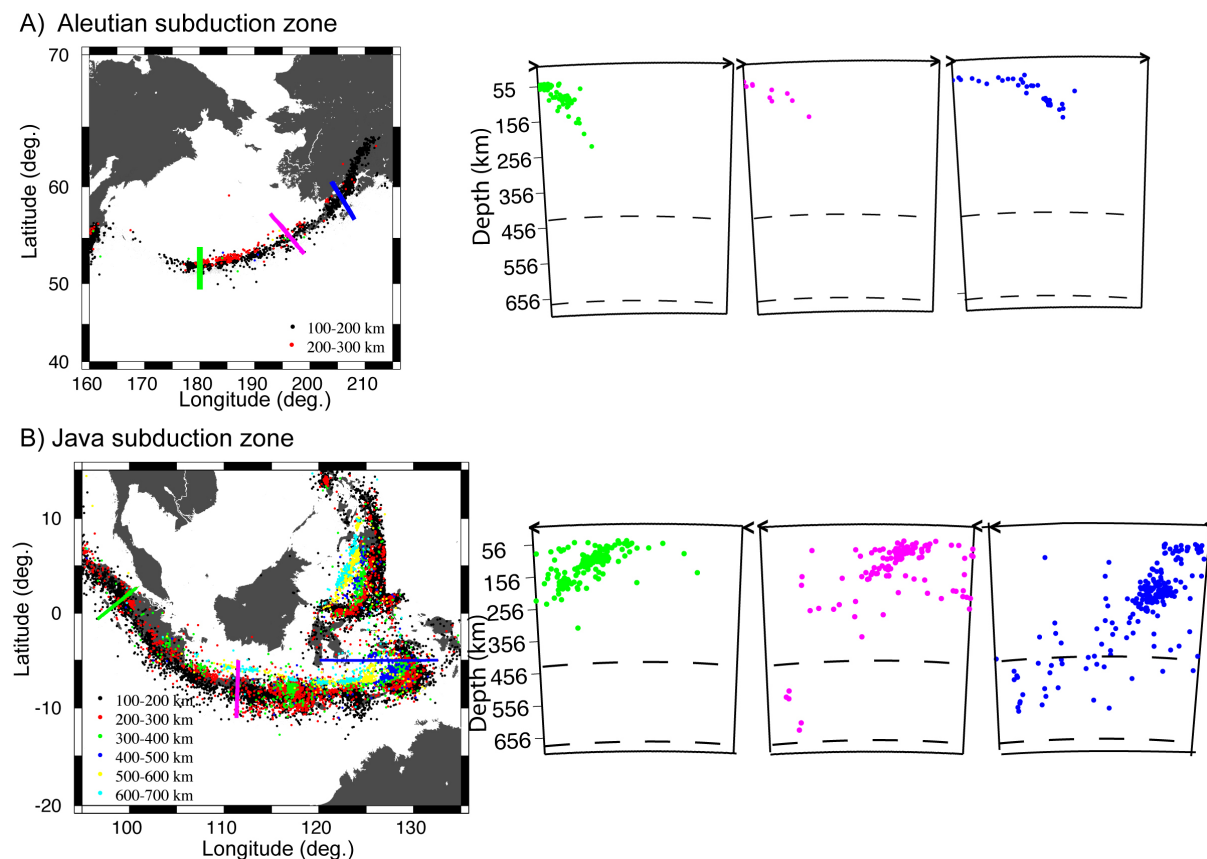 A) Aleutian subduction zone
70
60
50
40
Latitude (deg.)
160 170 180 190 200 210
Longitude (deg.)
100-200 km
200-300 km
55
156
256
356
456
556
656
Depth (km)
B) Java subduction zone
10
0
-10
-20
Latitude (deg.)
100 110 120 130
Longitude (deg.)
100-200 km
200-300 km
300-400 km
400-500 km
500-600 km
600-700 km
56
156
256
356
456
556
656
Depth (km)